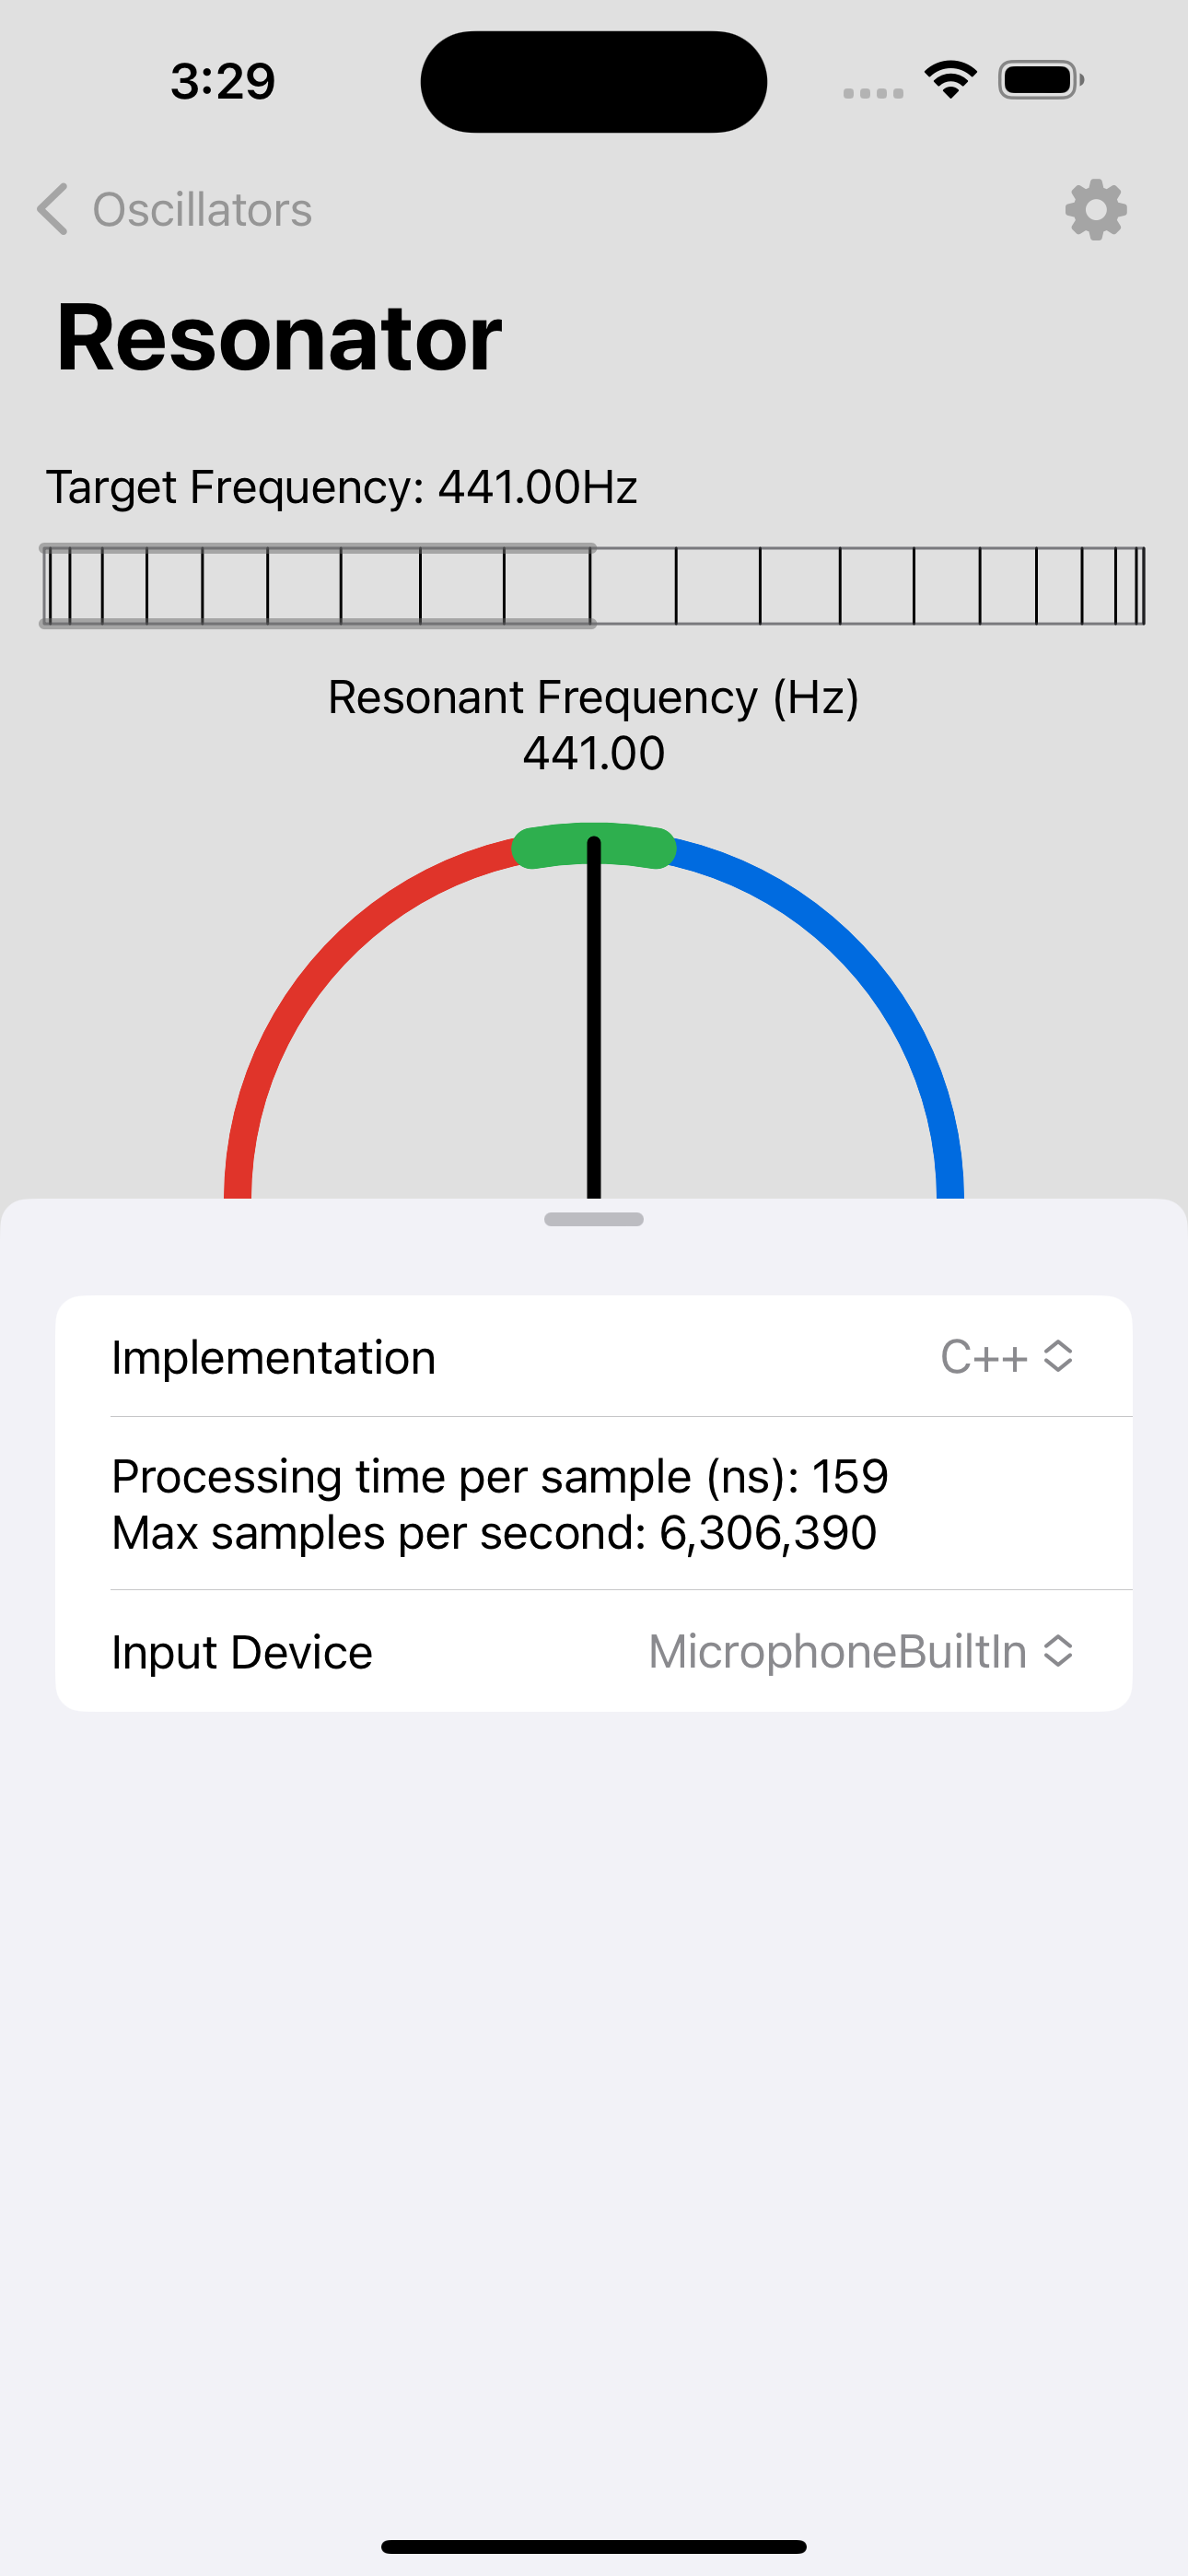 3:29
Oscillators
Resonator
Target Frequency: 441.00Hz
Resonant Frequency (Hz)
441.00
Implementation C++
Processing time per sample (ns): 159
Max samples per second: 6,306,390
Input Device MicrophoneBuiltIn